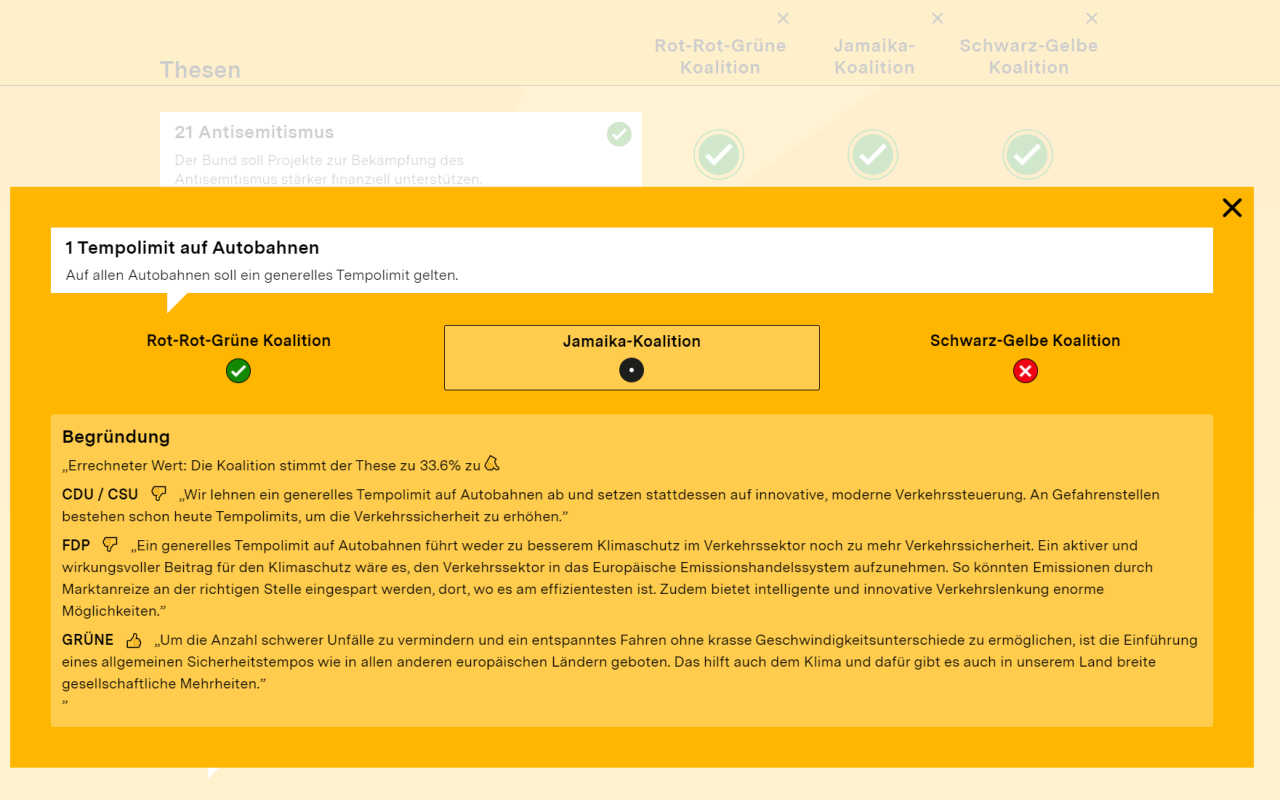 Rot-Rot-Grüne Koalition
Jamaika-Koalition
Schwarz-Gelbe Koalition
Thesen
21 Antisemitismus
Der Bund soll Projekte zur Bekämpfung des
Antisemitismus stärker finanziell unterstützen.
1 Tempolimit auf Autobahnen
Auf allen Autobahnen soll ein generelles Tempolimit gelten.
Rot-Rot-Grüne Koalition
Jamaika-Koalition
Schwarz-Gelbe Koalition
Begründung
„Errechneter Wert: Die Koalition stimmt der These zu 33.6% zu
CDU / CSU „Wir lehnen ein generelles Tempolimit auf Autobahnen ab und setzen stattdessen auf innovative, moderne Verkehrssteuerung. An Gefahrenstellen
bestehen schon heute Tempolimits, um die Verkehrssicherheit zu erhöhen.”
FDP „Ein generelles Tempolimit auf Autobahnen führt weder zu besserem Klimaschutz im Verkehrssektor noch zu mehr Verkehrssicherheit. Ein aktiver und
wirkungsvoller Beitrag für den Klimaschutz wäre es, den Verkehrssektor in das Europäische Emissionshandelssystem aufzunehmen. So könnten Emissionen durch
Marktanreize an der richtigen Stelle eingespart werden, dort, wo es am effizientesten ist. Zudem bietet intelligente und innovative Verkehrslenkung enorme
Möglichkeiten.”
GRÜNE „Um die Anzahl schwerer Unfälle zu vermindern und ein entspanntes Fahren ohne krasse Geschwindigkeitsunterschiede zu ermöglichen, ist die Einführung
eines allgemeinen Sicherheitstempos wie in allen anderen europäischen Ländern geboten. Das hilft auch dem Klima und dafür gibt es auch in unserem Land breite
gesellschaftliche Mehrheiten.”
”